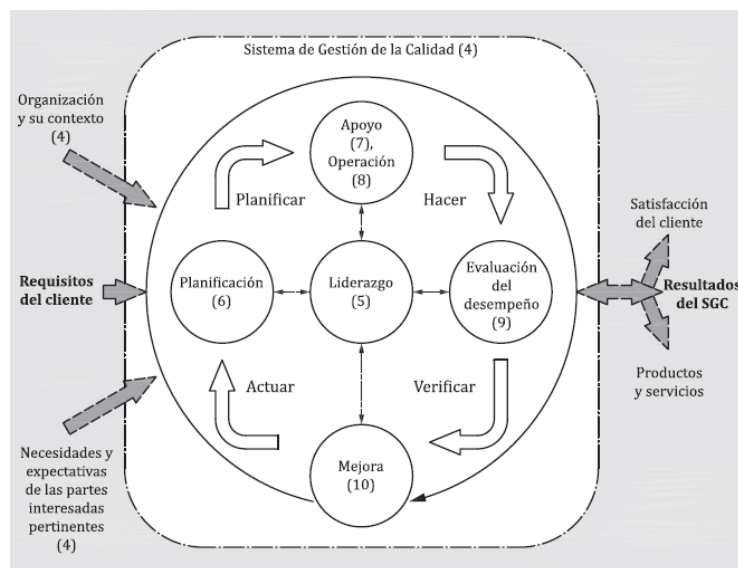 Sistema de Gestión de la Calidad (4)
Organización
y su contexto
(4)
Apoyo
(7),
Operación
(8)
Planificar
Hacer
Satisfacción
del cliente
Requisitos
del cliente
Planificación
(6)
Liderazgo
(5)
Evaluación
del
desempeño
(9)
Resultados
del SGC
Actuar
Verificar
Productos
y servicios
Necesidades y
expectativas
de las partes
interesadas
pertinentes
(4)
Mejora
(10)